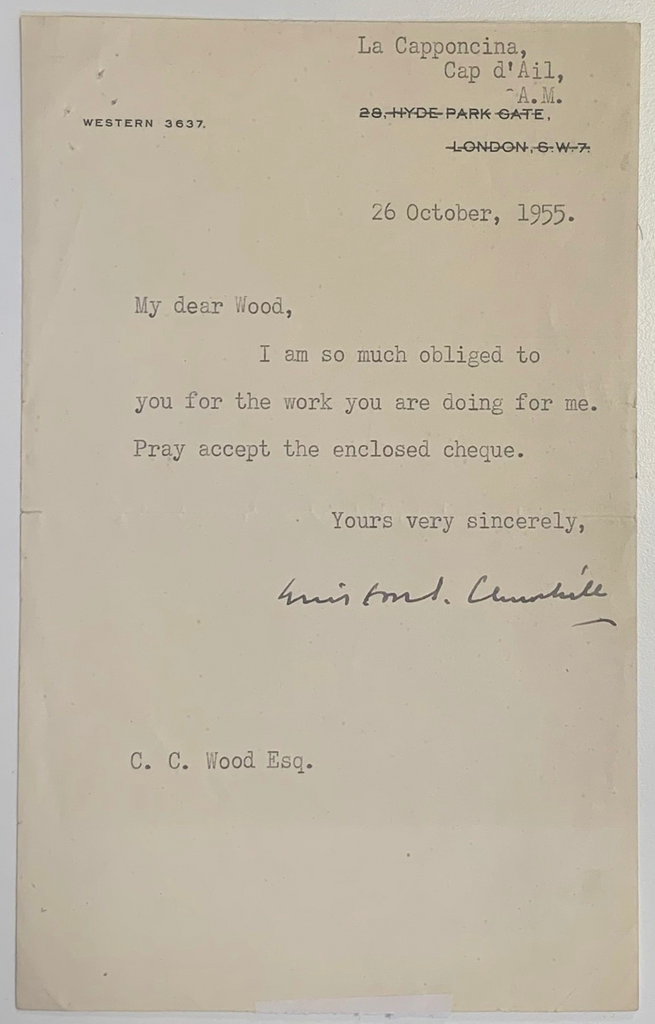 La Capponcina,
Cap d'Ail,
A.M.
WESTERN 3637.
28, HYDE PARK GATE,
LONDON, S.W.7.
26 October, 1955.
My dear Wood,
I am so much obliged to
you for the work you are doing for me.
Pray accept the enclosed cheque.
Yours very sincerely,
Winston S. Churchill
C. C. Wood Esq.